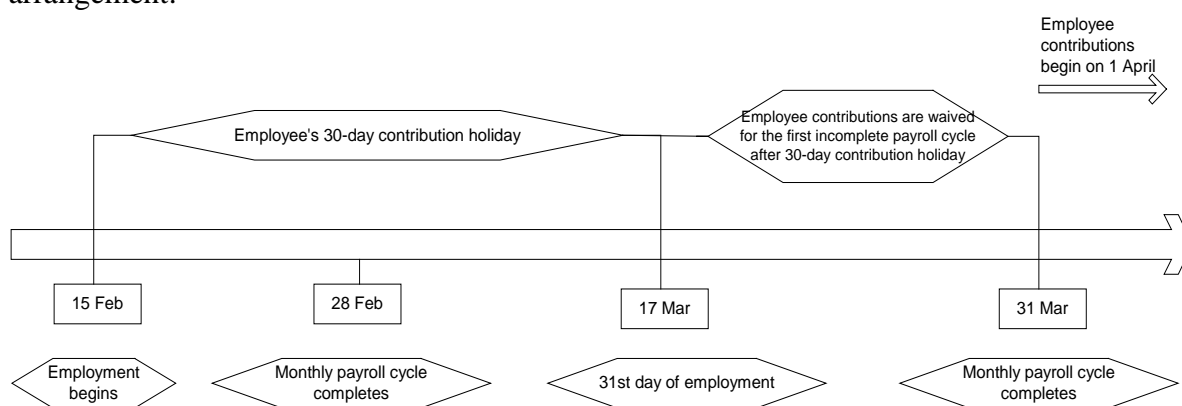 arrangement.
Employee
contributions
begin on 1 April
Employee's 30-day contribution holiday
Employee contributions are waived
for the first incomplete payroll cycle
after 30-day contribution holiday
15 Feb
28 Feb
17 Mar
31 Mar
Employment
begins
Monthly payroll cycle
completes
31st day of employment
Monthly payroll cycle
completes